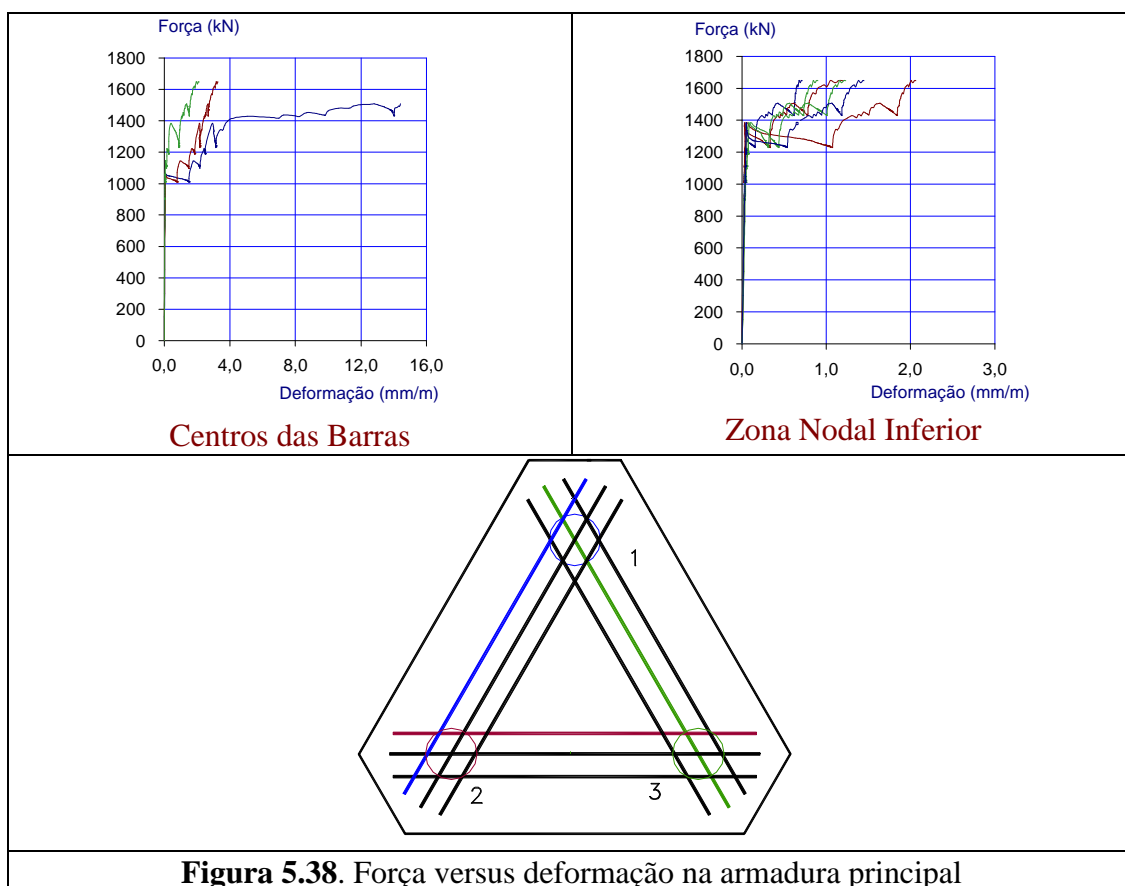 Força (kN)
1800
1600
1400
1200
1000
800
600
400
200
0
0,0 4,0 8,0 12,0 16,0
Deformação (mm/m)
Centros das Barras
Força (kN)
1800
1600
1400
1200
1000
800
600
400
200
0
0,0 1,0 2,0 3,0
Deformação (mm/m)
Zona Nodal Inferior
1
2 3
Figura 5.38. Força versus deformação na armadura principal